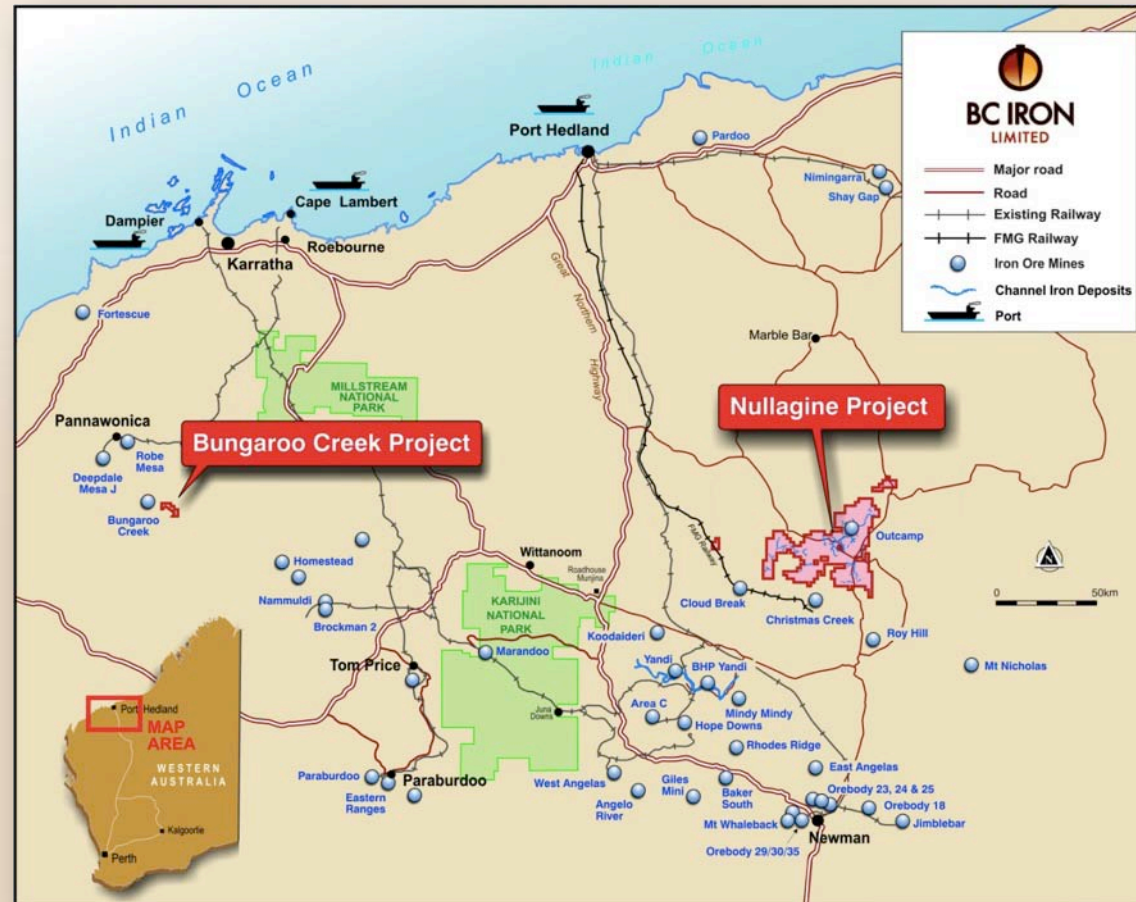 Indian Ocean
Indian Ocean
BC IRON
LIMITED
Major road
Road
Existing Railway
FMG Railway
Iron Ore Mines
Channel Iron Deposits
Port
Port Hedland
Pardoo
Nimingarra
Shay Gap
Cape Lambert
Dampier
Roebourne
Karratha
Fortescue
Great Northern Highway
Marble Bar
MILLSTREAM
NATIONAL
PARK
Nullagine Project
Pannawonica
Bungaroo Creek Project
Robe
Mesa
Deepdale
Mesa J
Bungaroo
Creek
Outcamp
FMG Railway
N
0 50km
Homestead
Wittanoom
Roadhouse
Munjina
Nammuldi
Brockman 2
KARIJINI
NATIONAL
PARK
Cloud Break
Christmas Creek
Koodaideri
Roy Hill
Marandoo
Mt Nicholas
Tom Price
Yandi
BHP Yandi
Juna
Downs
Area C
Mindy Mindy
Hope Downs
Rhodes Ridge
Port Hedland
MAP
AREA
WESTERN
AUSTRALIA
Kalgoorlie
Perth
Paraburdoo
Paraburdoo
Eastern
Ranges
West Angelas
Angelo
River
Giles
Mini
Baker
South
East Angelas
Orebody 23, 24 & 25
Orebody 18
Mt Whaleback
Newman
Jimblebar
Orebody 29/30/35